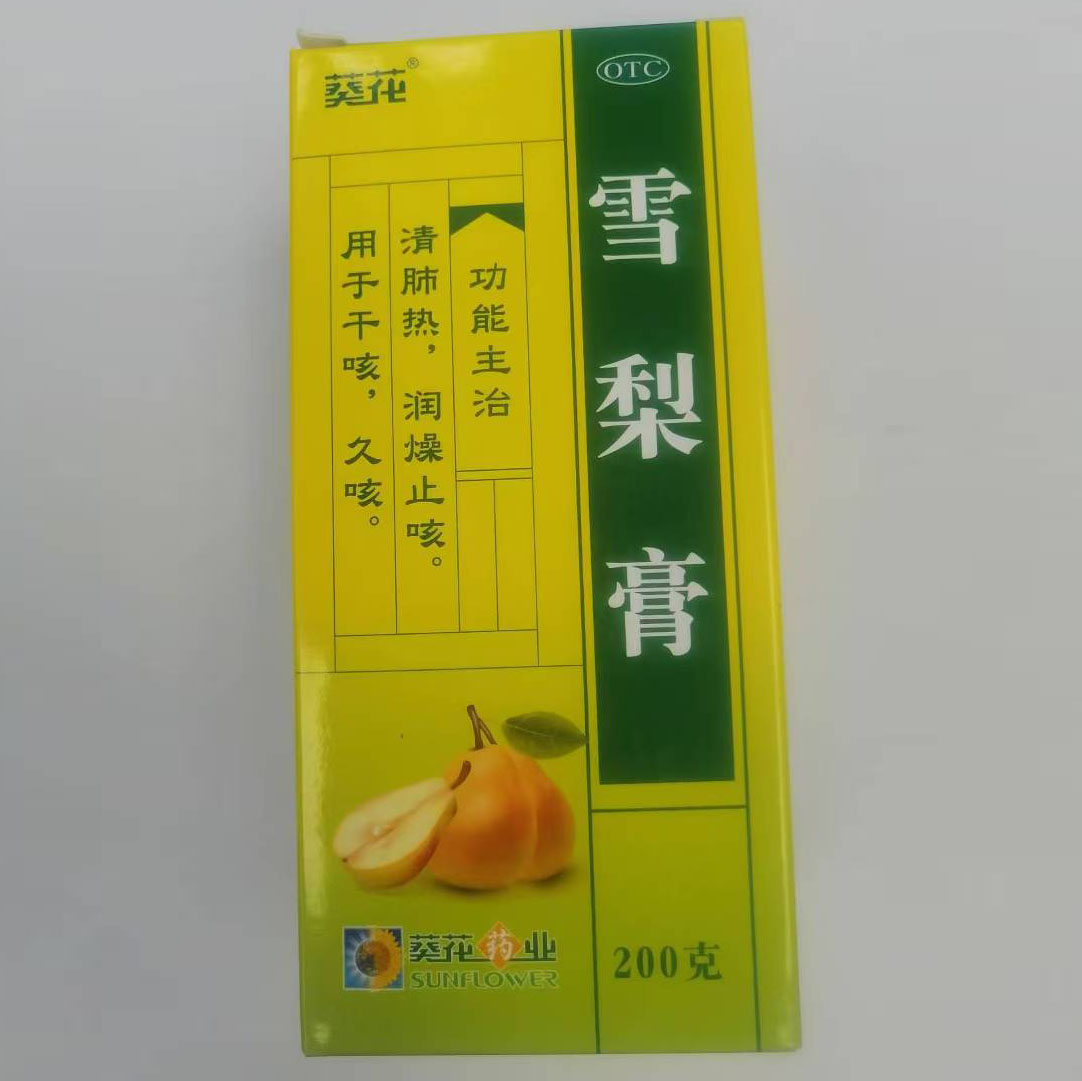 葵花®
OTC
雪梨膏
功能主治
清肺热，润燥止咳。
用于干咳，久咳。
葵花药业
SUNFLOWER
200克